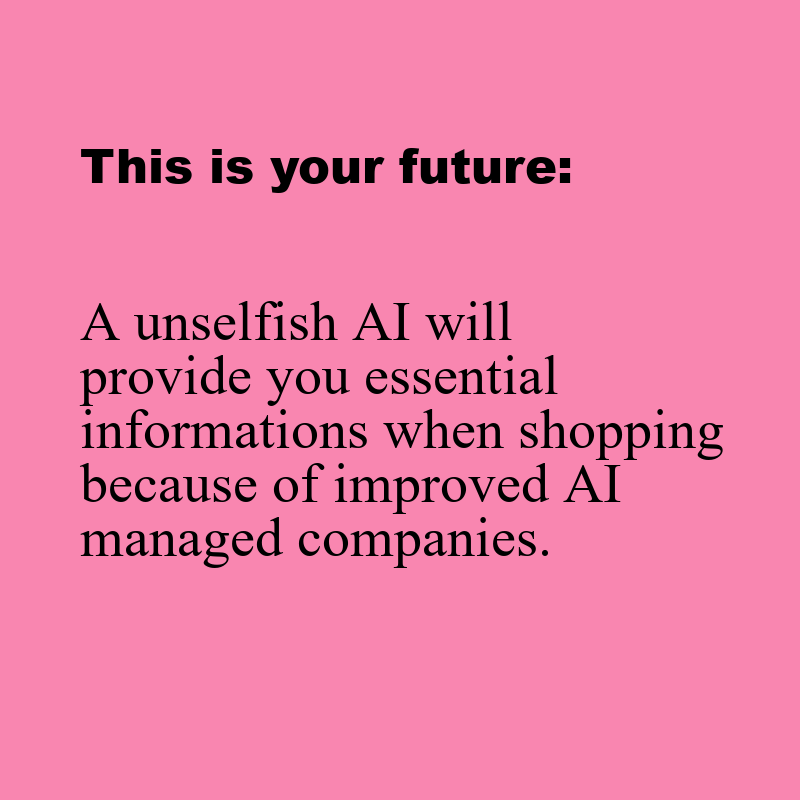 This is your future:
A unselfish AI will
provide you essential
informations when shopping
because of improved AI
managed companies.